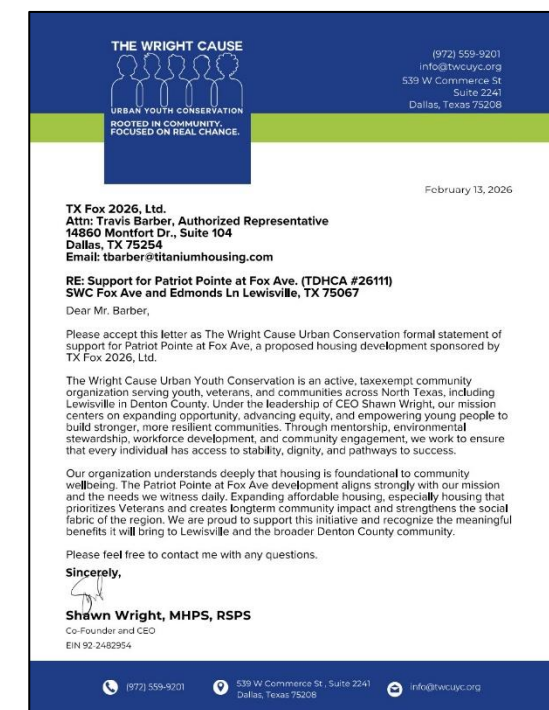 THE WRIGHT CAUSE
URBAN YOUTH CONSERVATION
ROOTED IN COMMUNITY.
FOCUSED ON REAL CHANGE.
(972) 559-9201
info@twcuyc.org
539 W Commerce St
Suite 2241
Dallas, Texas 75208
February 13, 2026
TX Fox 2026, Ltd.
Attn: Travis Barber, Authorized Representative
14860 Montfort Dr., Suite 104
Dallas, TX 75254
Email: tbarber@titaniumhousing.com
RE: Support for Patriot Pointe at Fox Ave. (TDHCA #26111)
SWC Fox Ave and Edmonds Ln Lewisville, TX 75067
Dear Mr. Barber,
Please accept this letter as The Wright Cause Urban Conservation formal statement of
support for Patriot Pointe at Fox Ave, a proposed housing development sponsored by
TX Fox 2026, Ltd.
The Wright Cause Urban Youth Conservation is an active, taxexempt community
organization serving youth, veterans, and communities across North Texas, including
Lewisville in Denton County. Under the leadership of CEO Shawn Wright, our mission
centers on expanding opportunity, advancing equity, and empowering young people to
build stronger, more resilient communities. Through mentorship, environmental
stewardship, workforce development, and community engagement, we work to ensure
that every individual has access to stability, dignity, and pathways to success.
Our organization understands deeply that housing is foundational to community
wellbeing. The Patriot Pointe at Fox Ave development aligns strongly with our mission
and the needs we witness daily. Expanding affordable housing, especially housing that
prioritizes Veterans and creates longterm community impact and strengthens the social
fabric of the region. We are proud to support this initiative and recognize the meaningful
benefits it will bring to Lewisville and the broader Denton County community.
Please feel free to contact me with any questions.
Sincerely,
Shawn Wright, MHPS, RSPS
Co-Founder and CEO
EIN 92-2482954
(972) 559-9201
539 W Commerce St , Suite 2241
Dallas, Texas 75208
info@twcuyc.org